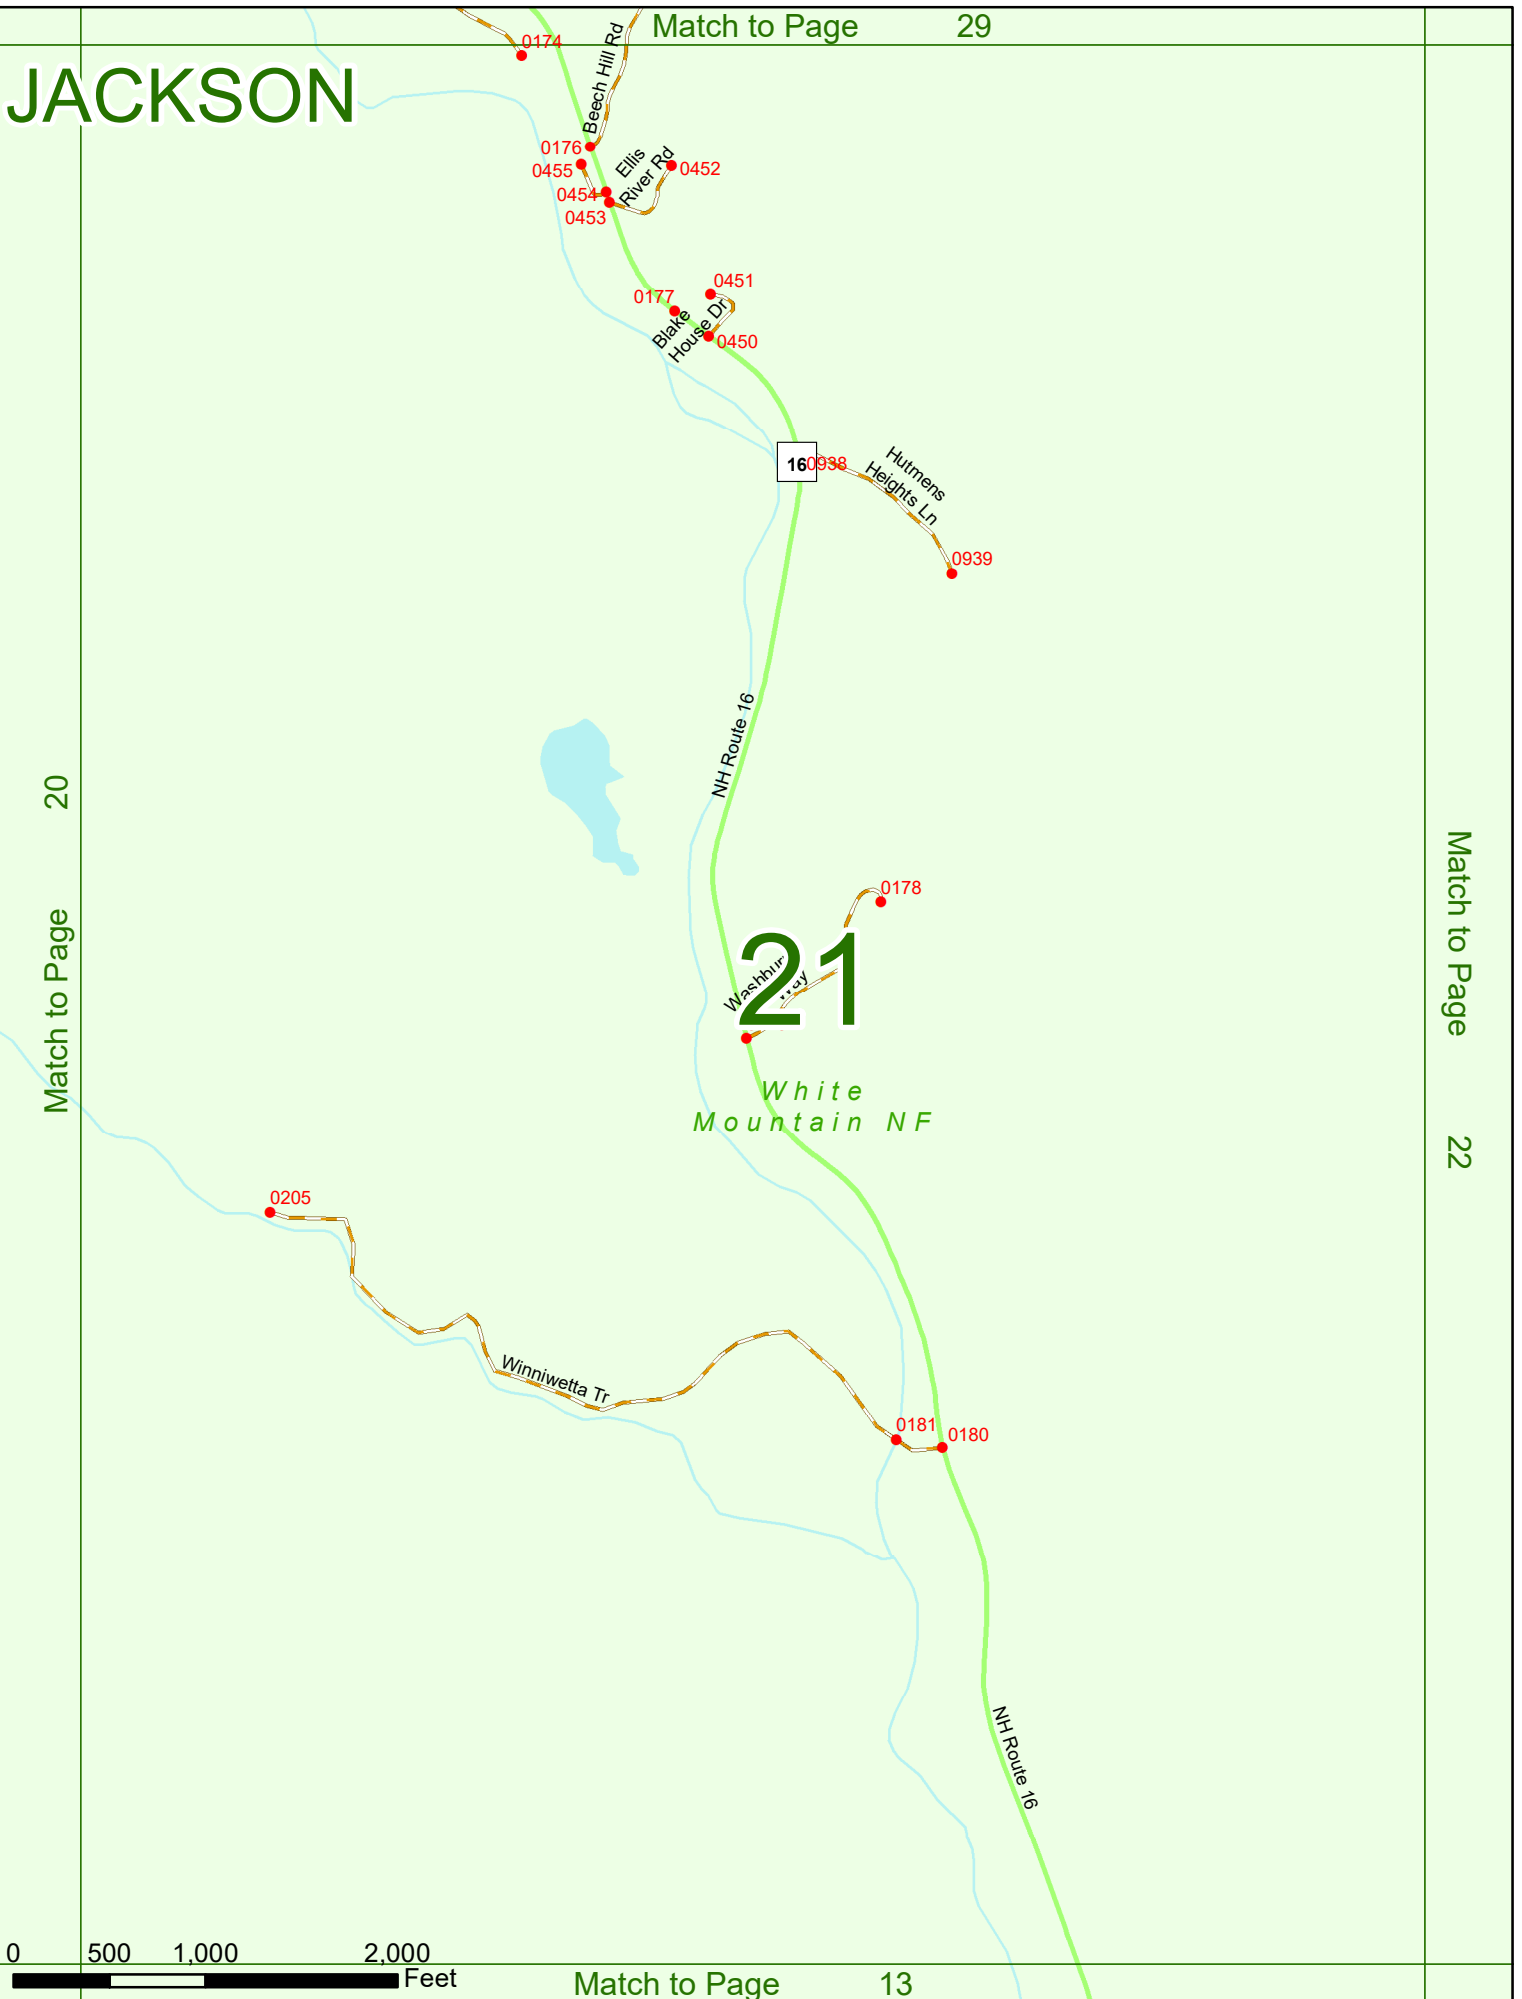 Match to Page 29
JACKSON
0174
Beech Hill Rd
0176
0455
Ellis
River Rd
0452
0454
0453
0451
0177
Blake
House Dr
0450
16
0938
Hutmens
Heights Ln
0939
NH Route 16
Match to Page 20
Match to Page 22
0178
21
Way
White
Mountain NF
0205
Winniwetta Tr
0181
0180
NH Route 16
0 500 1,000 2,000
Feet
Match to Page 13